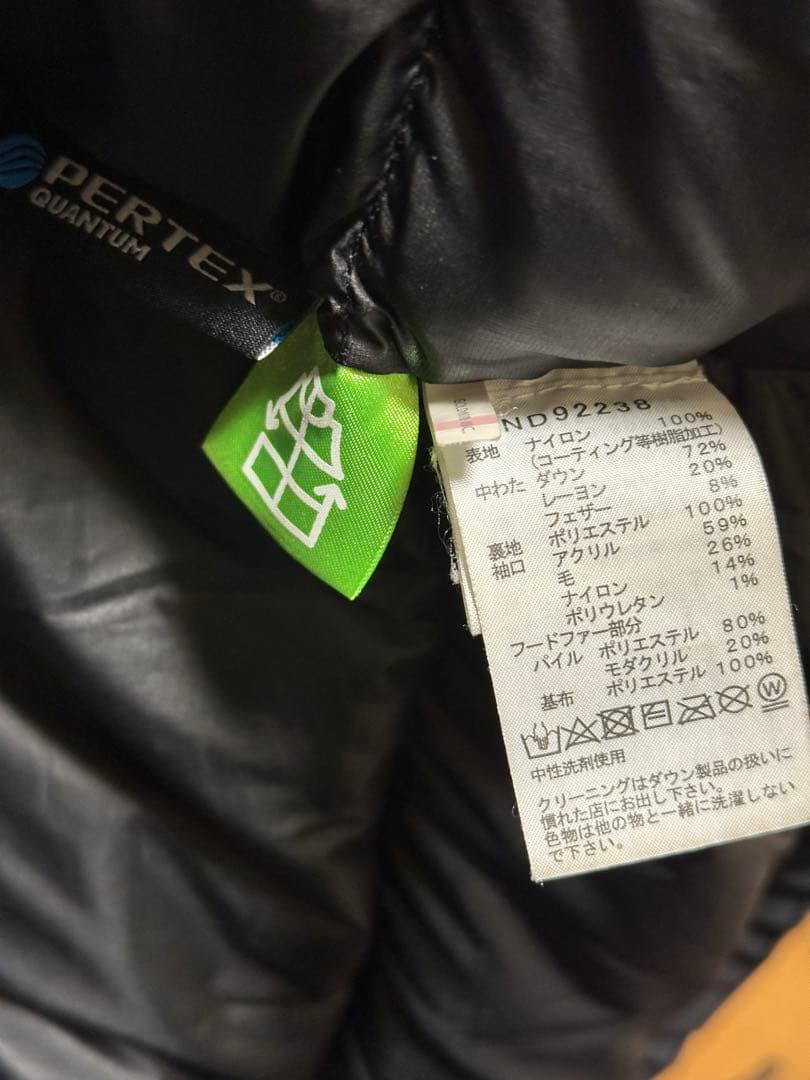 PERTEX®
QUANTUM
ND92238
表地 ナイロン 100%
(コーティング等樹脂加工)
中わた ダウン 72%
レーヨン 20%
フェザー 8%
裏地 ポリエステル 100%
袖口 アクリル 59%
毛 26%
ナイロン 14%
ポリウレタン 1%
フードファー部分
パイル ポリエステル 80%
モダクリル 20%
基布 ポリエステル 100%
W
中性洗剤使用
クリーニングはダウン製品の扱いに
慣れた店にお出し下さい。
色物は他の物と一緒に洗濯しない
で下さい。